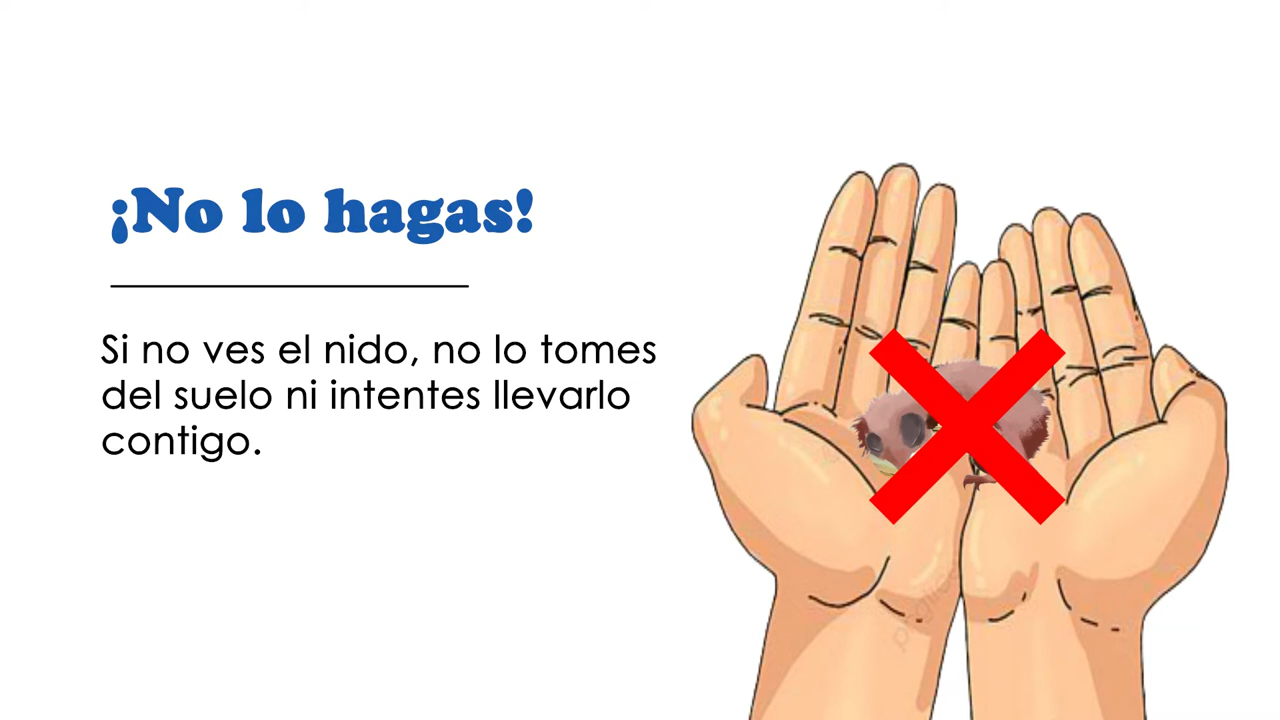 ¡No lo hagas!
Si no ves el nido, no lo tomes
del suelo ni intentes llevarlo
contigo.